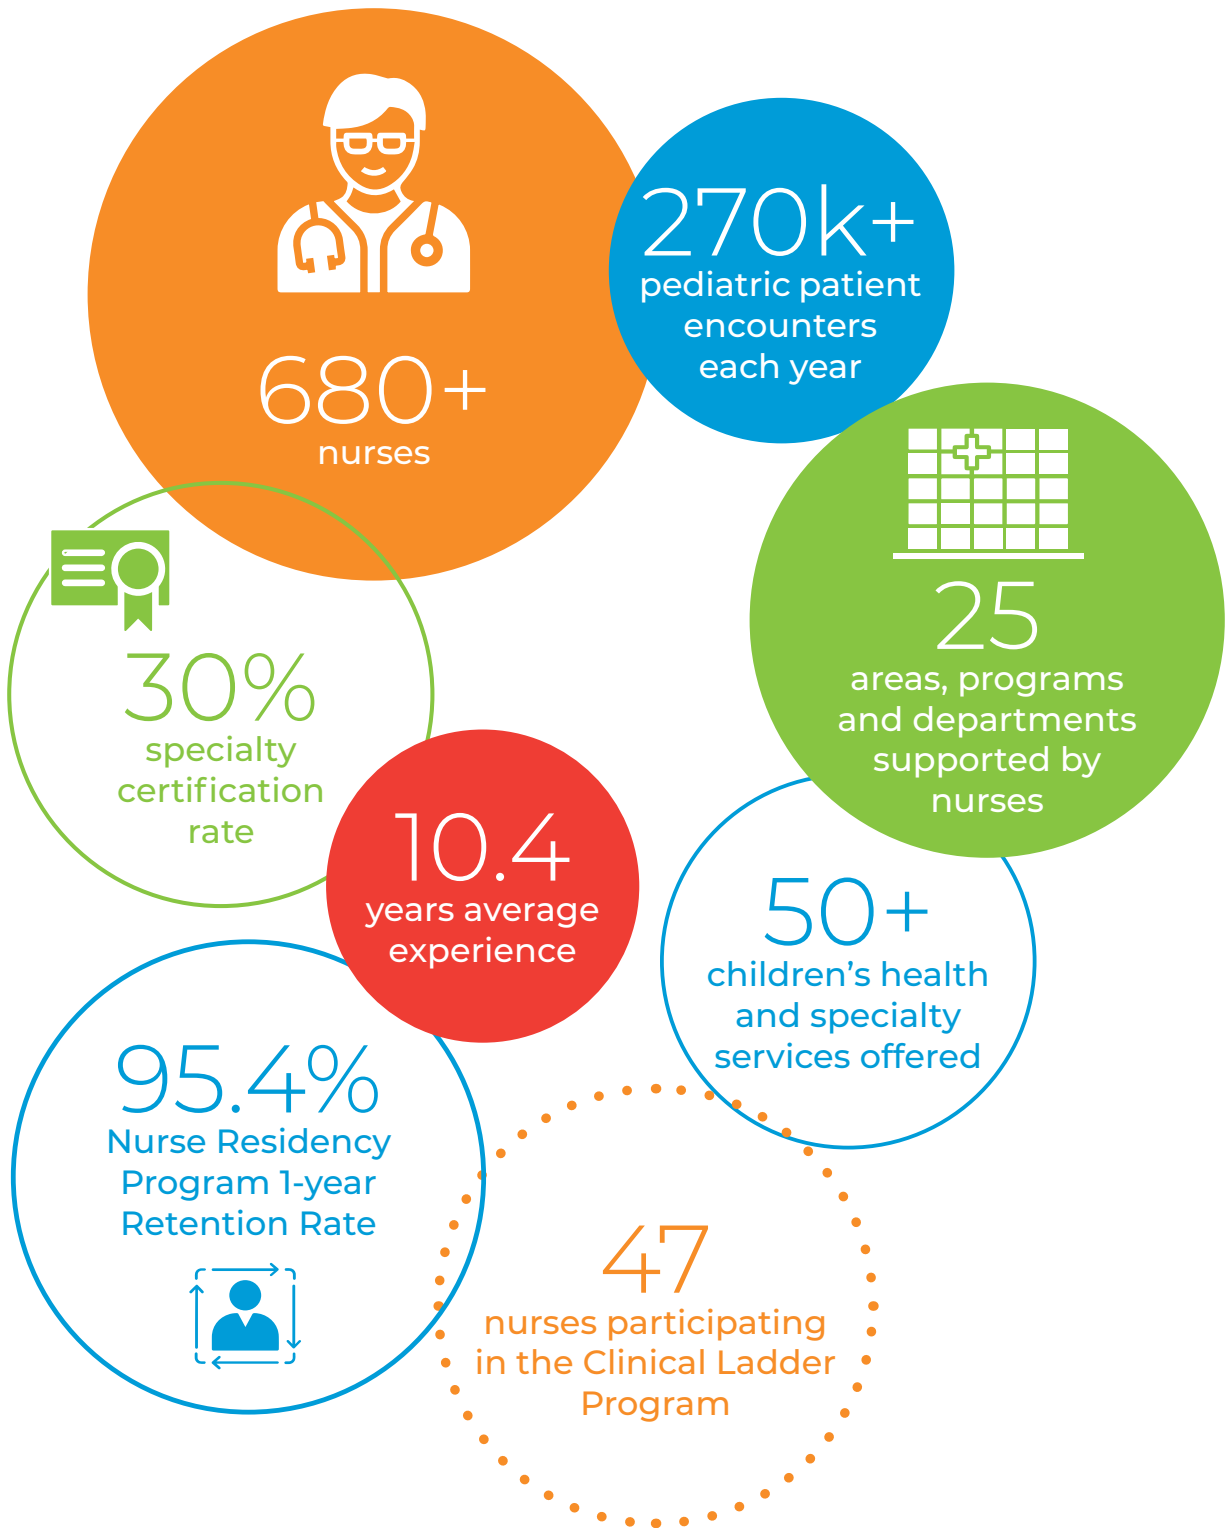 680+
nurses
270k+
pediatric patient
encounters
each year
25
areas, programs
and departments
supported by
nurses
30%
specialty
certification
rate
10.4
years average
experience
50+
children’s health
and specialty
services offered
95.4%
Nurse Residency
Program 1-year
Retention Rate
47
nurses participating
in the Clinical Ladder
Program